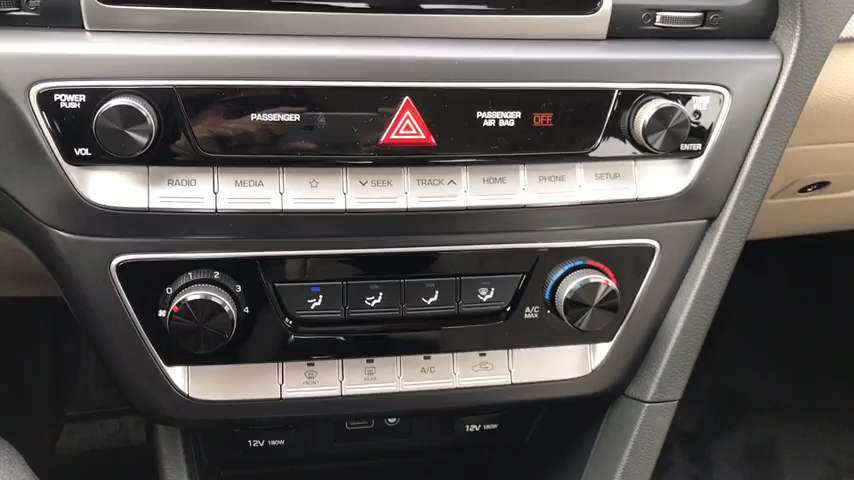 POWER
PUSH
VOL
PASSENGER
PASSENGER
AIR BAG
OFF
FILE
ENTER
RADIO
MEDIA
SEEK
TRACK
HOME
PHONE
SETUP
0 1 2 3 4
A/C
MAX
FRONT
REAR
A/C
12V 180W
12V 180W